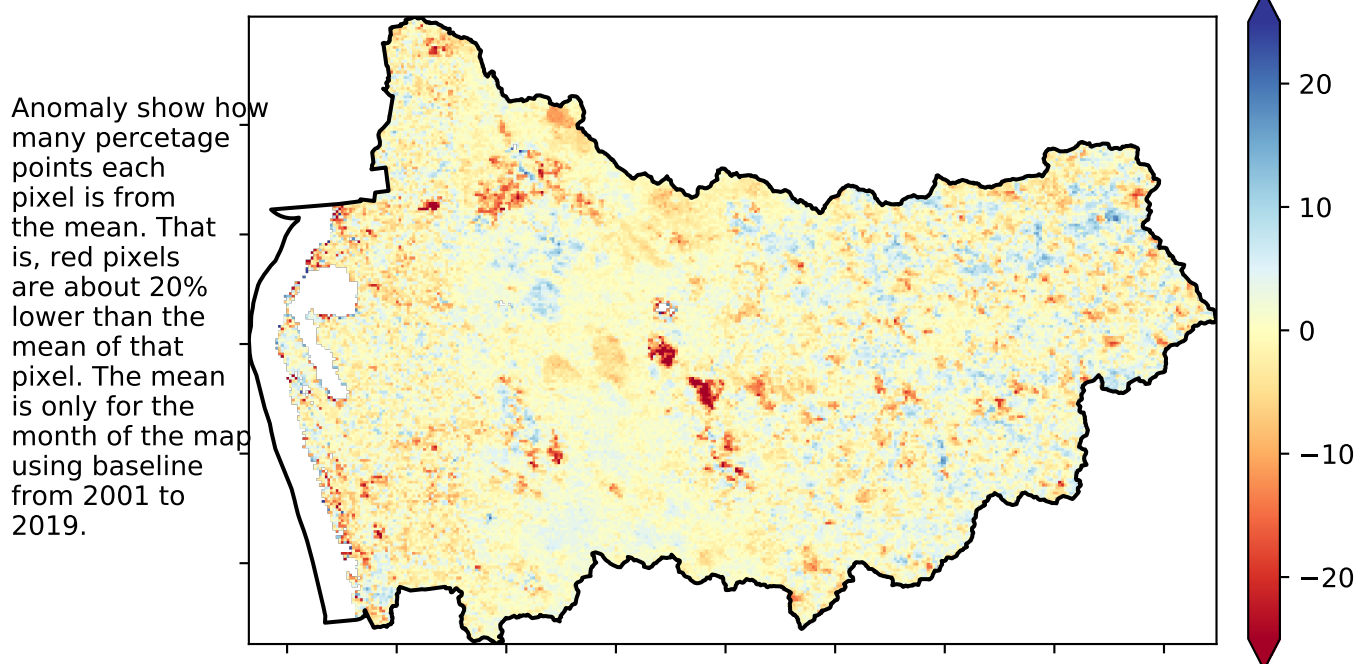 Anomaly show how
many percetage
points each
pixel is from
the mean. That
is, red pixels
are about 20%
lower than the
mean of that
pixel. The mean
is only for the
month of the map
using baseline
from 2001 to
2019.
20
10
0
−10
−20